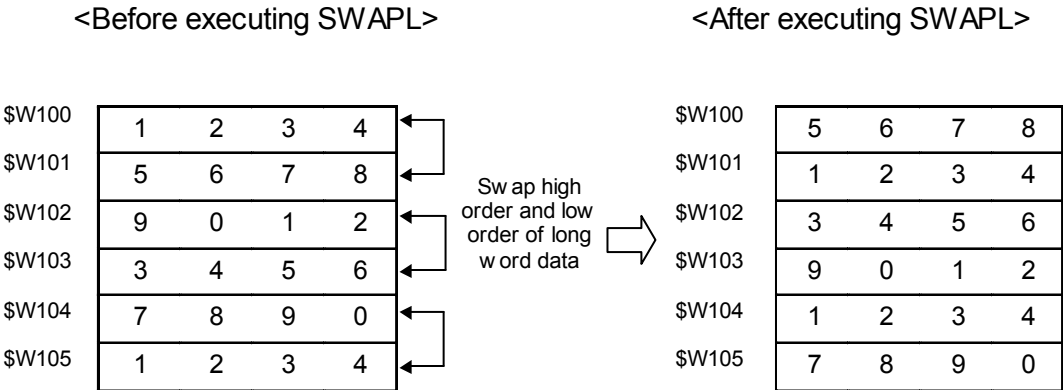 <Before executing SWAPL>
<After executing SWAPL>
$W100 1 2 3 4
$W101 5 6 7 8
$W102 9 0 1 2
$W103 3 4 5 6
$W104 7 8 9 0
$W105 1 2 3 4
Swap high
order and low
order of long
word data
$W100 5 6 7 8
$W101 1 2 3 4
$W102 3 4 5 6
$W103 9 0 1 2
$W104 1 2 3 4
$W105 7 8 9 0